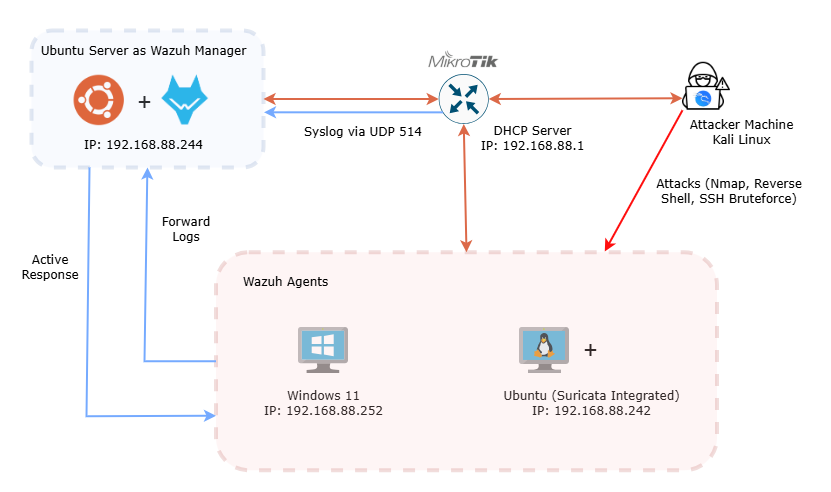 Ubuntu Server as Wazuh Manager
+
IP: 192.168.88.244
MikroTik
Syslog via UDP 514
DHCP Server
IP: 192.168.88.1
Attacker Machine
Kali Linux
Attacks (Nmap, Reverse
Shell, SSH Bruteforce)
Forward
Logs
Active
Response
Wazuh Agents
+
Windows 11
IP: 192.168.88.252
Ubuntu (Suricata Integrated)
IP: 192.168.88.242